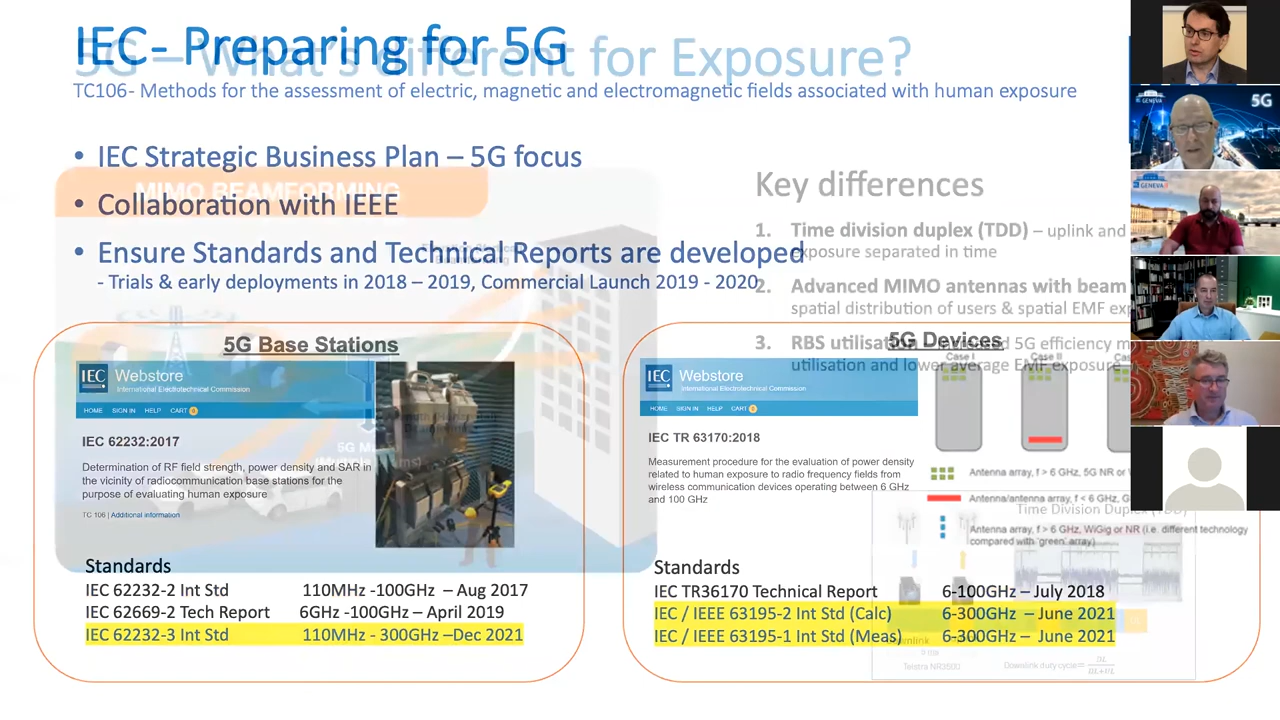 IEC- Preparing for 5G
5G – What's different for Exposure?
TC106- Methods for the assessment of electric, magnetic and electromagnetic fields associated with human exposure
• IEC Strategic Business Plan – 5G focus
MIMO BEAMFORMING
• Collaboration with IEEE
• Ensure Standards and Technical Reports are developed
- Trials & early deployments in 2018 – 2019, Commercial Launch 2019 - 2020
Key differences
1. Time division duplex (TDD) – uplink and
exposure separated in time
2. Advanced MIMO antennas with beam
spatial distribution of users & spatial EMF
3. RBS utilisation
5G efficiency
utilisation and lower average EMF exposure
5G Base Stations
IEC
Webstore
International Electrotechnical Commission
HOME SIGN IN HELP CART 0
IEC 62232:2017
Determination of RF field strength, power density and SAR in
the vicinity of radiocommunication base stations for the
purpose of evaluating human exposure
TC 106 | Additional information
Standards
IEC 62232-2 Int Std 110MHz -100GHz – Aug 2017
IEC 62669-2 Tech Report 6GHz -100GHz – April 2019
IEC 62232-3 Int Std 110MHz - 300GHz –Dec 2021
5G Devices
IEC
Webstore
International Electrotechnical Commission
HOME SIGN IN HELP CART 0
IEC TR 63170:2018
Measurement procedure for the evaluation of power density
related to human exposure to radio frequency fields from
wireless communication devices operating between 6 GHz
and 100 GHz
Case I
Case II
Antenna array, f > 6 GHz, 5G NR or
Antenna/antenna array, f < 6 GHz,
Time Division Duplex (TDD)
Antenna array, f > 6 GHz, WiGig or NR (i.e. different technology
compared with 'green' array)
Standards
IEC TR36170 Technical Report 6-100GHz – July 2018
IEC / IEEE 63195-2 Int Std (Calc) 6-300GHz – June 2021
IEC / IEEE 63195-1 Int Std (Meas) 6-300GHz – June 2021
Telstra NR3500
Downlink duty cycle= DL
DL+UL
GENEVA
5G
GENEVA